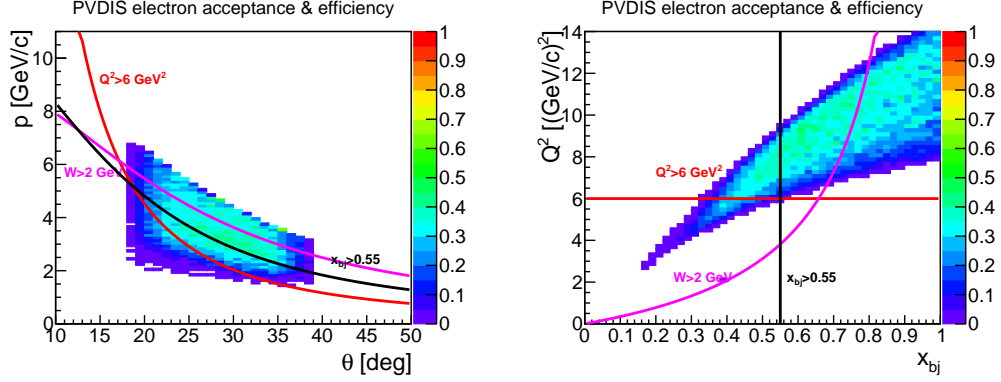 PVDIS electron acceptance & efficiency
p [GeV/c]
10
8
6
4
2
0
Q²>6 GeV²
W>2 Ge
x_bj>0.55
10 15 20 25 30 35 40 45 50
θ [deg]
1
0.9
0.8
0.7
0.6
0.5
0.4
0.3
0.2
0.1
0
PVDIS electron acceptance & efficiency
Q² [(GeV/c)²]
14
12
10
8
6
4
2
0
Q²>6 GeV²
W>2 GeV
x_bj>0.55
0 0.1 0.2 0.3 0.4 0.5 0.6 0.7 0.8 0.9 1
x_bj
1
0.9
0.8
0.7
0.6
0.5
0.4
0.3
0.2
0.1
0